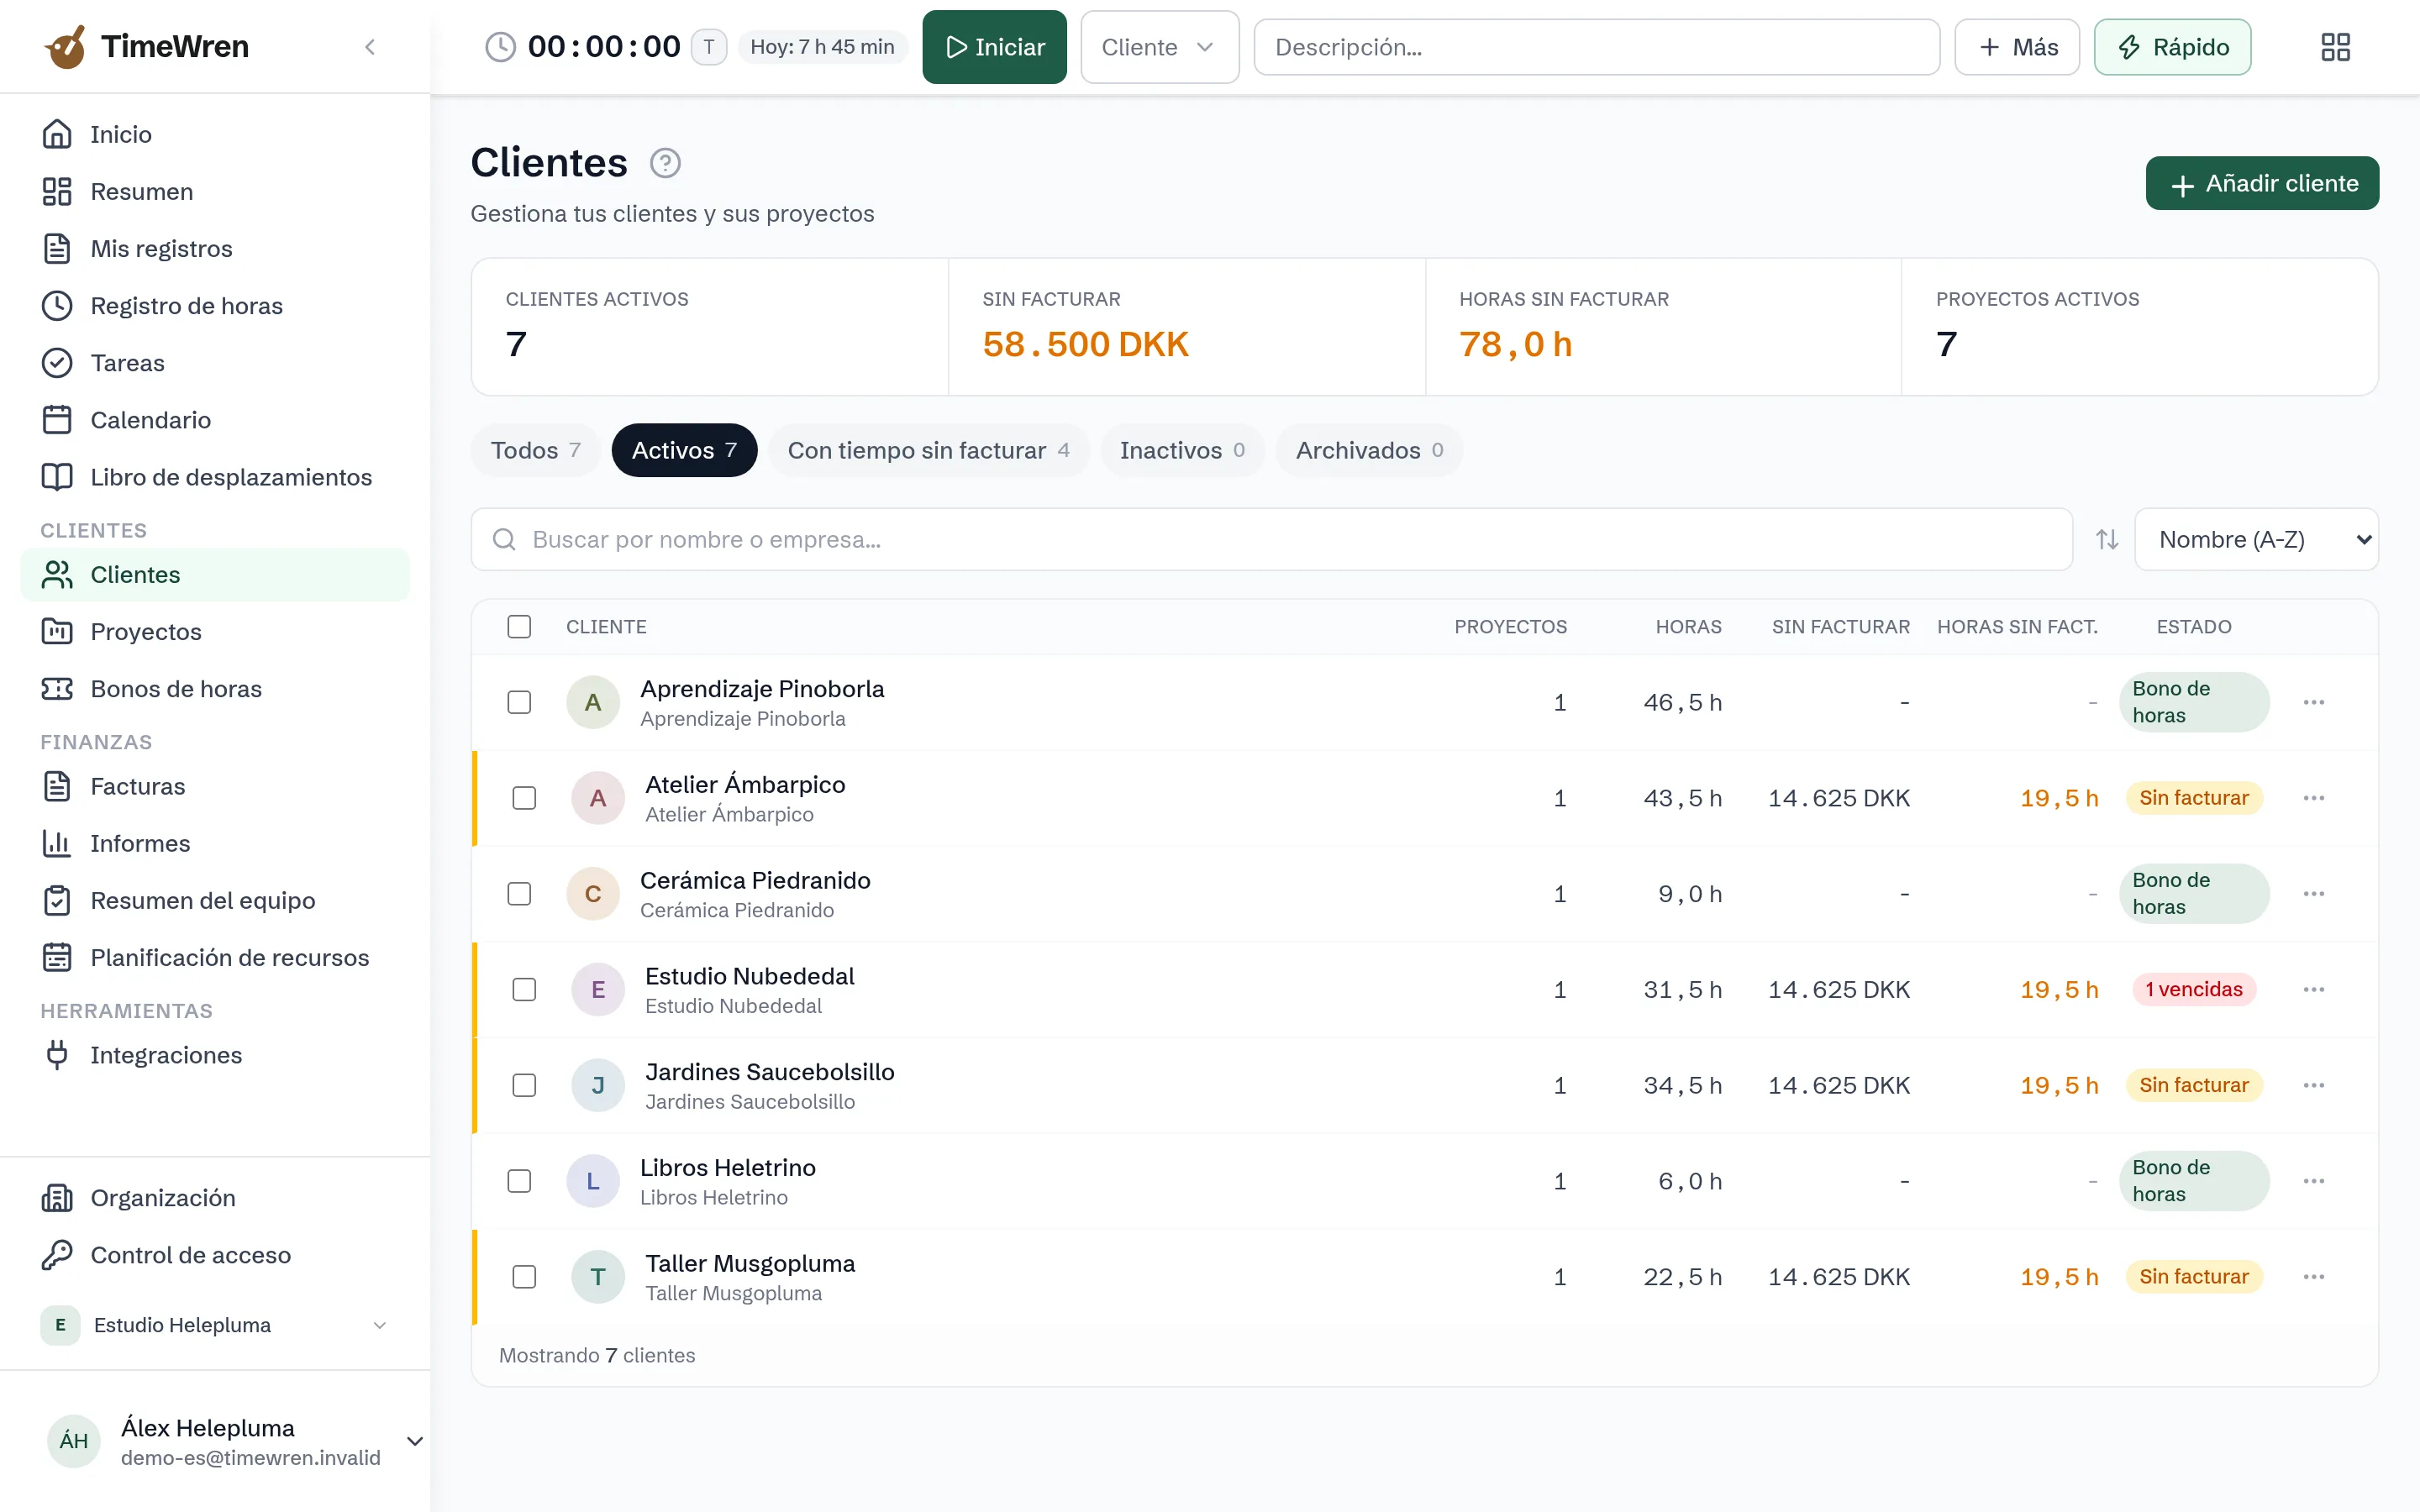 TimeWren
00:00:00 T Hoy: 7 h 45 min Iniciar Cliente Descripción... Más Rápido
Inicio
Resumen
Mis registros
Registro de horas
Tareas
Calendario
Libro de desplazamientos
CLIENTES
Clientes
Proyectos
Bonos de horas
FINANZAS
Facturas
Informes
Resumen del equipo
Planificación de recursos
HERRAMIENTAS
Integraciones
Organización
Control de acceso
E Estudio Helepluma
ÁH Álex Helepluma
demo-es@timewren.invalid
Clientes
Gestiona tus clientes y sus proyectos
Añadir cliente
CLIENTES ACTIVOS
7
SIN FACTURAR
58.500 DKK
HORAS SIN FACTURAR
78,0 h
PROYECTOS ACTIVOS
7
Todos 7 Activos 7 Con tiempo sin facturar 4 Inactivos 0 Archivados 0
Buscar por nombre o empresa... Nombre (A-Z)
CLIENTE PROYECTOS HORAS SIN FACTURAR HORAS SIN FACT. ESTADO
A Aprendizaje Pinoborla 1 46,5 h - - Bono de horas
Aprendizaje Pinoborla
A Atelier Ámbarpico 1 43,5 h 14.625 DKK 19,5 h Sin facturar
Atelier Ámbarpico
C Cerámica Piedranido 1 9,0 h - - Bono de horas
Cerámica Piedranido
E Estudio Nubededal 1 31,5 h 14.625 DKK 19,5 h 1 vencidas
Estudio Nubededal
J Jardines Saucebolsillo 1 34,5 h 14.625 DKK 19,5 h Sin facturar
Jardines Saucebolsillo
L Libros Heletrino 1 6,0 h - - Bono de horas
Libros Heletrino
T Taller Musgopluma 1 22,5 h 14.625 DKK 19,5 h Sin facturar
Taller Musgopluma
Mostrando 7 clientes